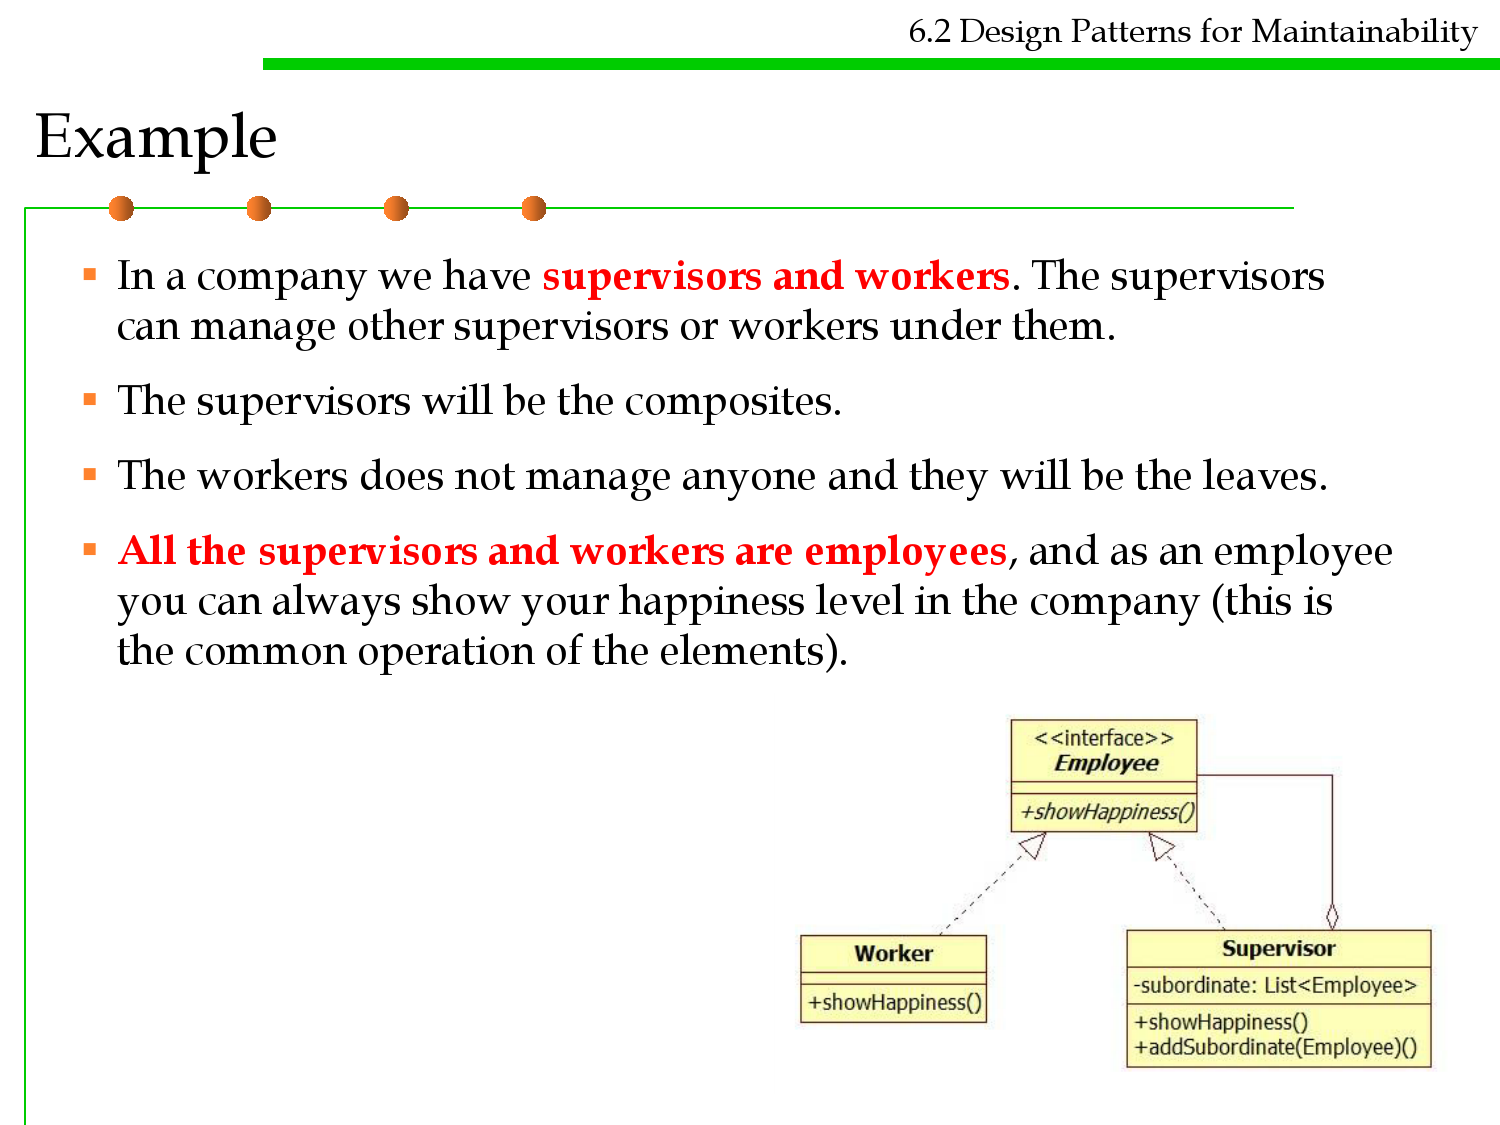 6.2 Design Patterns for Maintainability
Example
In a company we have supervisors and workers. The supervisors
can manage other supervisors or workers under them.
The supervisors will be the composites.
The workers does not manage anyone and they will be the leaves.
All the supervisors and workers are employees, and as an employee
you can always show your happiness level in the company (this is
the common operation of the elements).
<<interface>>
Employee
+showHappiness()
Worker
+showHappiness()
Supervisor
-subordinate: List<Employee>
+showHappiness()
+addSubordinate(Employee)()